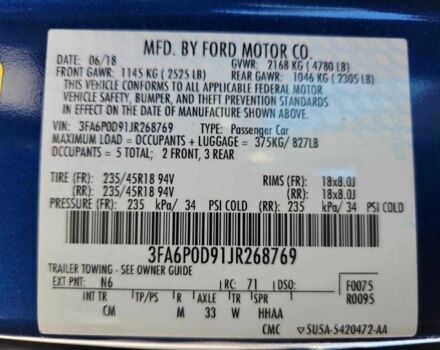 MFD. BY FORD MOTOR CO.
DATE: 06/18 GVWR: 2168 KG ( 4780 LB)
FRONT GAWR: 1145 KG ( 2525 LB) REAR GAWR: 1046 KG ( 2305 LB)
THIS VEHICLE CONFORMS TO ALL APPLICABLE FEDERAL MOTOR
VEHICLE SAFETY, BUMPER, AND THEFT PREVENTION STANDARDS
IN EFFECT ON THE DATE OF MANUFACTURE SHOWN ABOVE.
VIN: 3FA6P0D91JR268769 TYPE: Passenger Car
MAXIMUM LOAD = OCCUPANTS + LUGGAGE = 375KG/ 827LB
OCCUPANTS = 5 TOTAL; 2 FRONT, 3 REAR
TIRE (FR): 235/45R18 94V RIMS (FR): 18x8.0J
(RR): 235/45R18 94V (RR): 18x8.0J
PRESSURE (FR): 235 kPa/ 34 PSI COLD (RR): 235 kPa/ 34 PSI COLD
3FA6P0D91JR268769
TRAILER TOWING - SEE OWNER GUIDE
EXT PNT: N6 RC: 71 DSO: F0075
INT TR TP/PS R AXLE TR SPR R0095
CM M 33 W HHAA
CMC 5U5A-5420472-AA